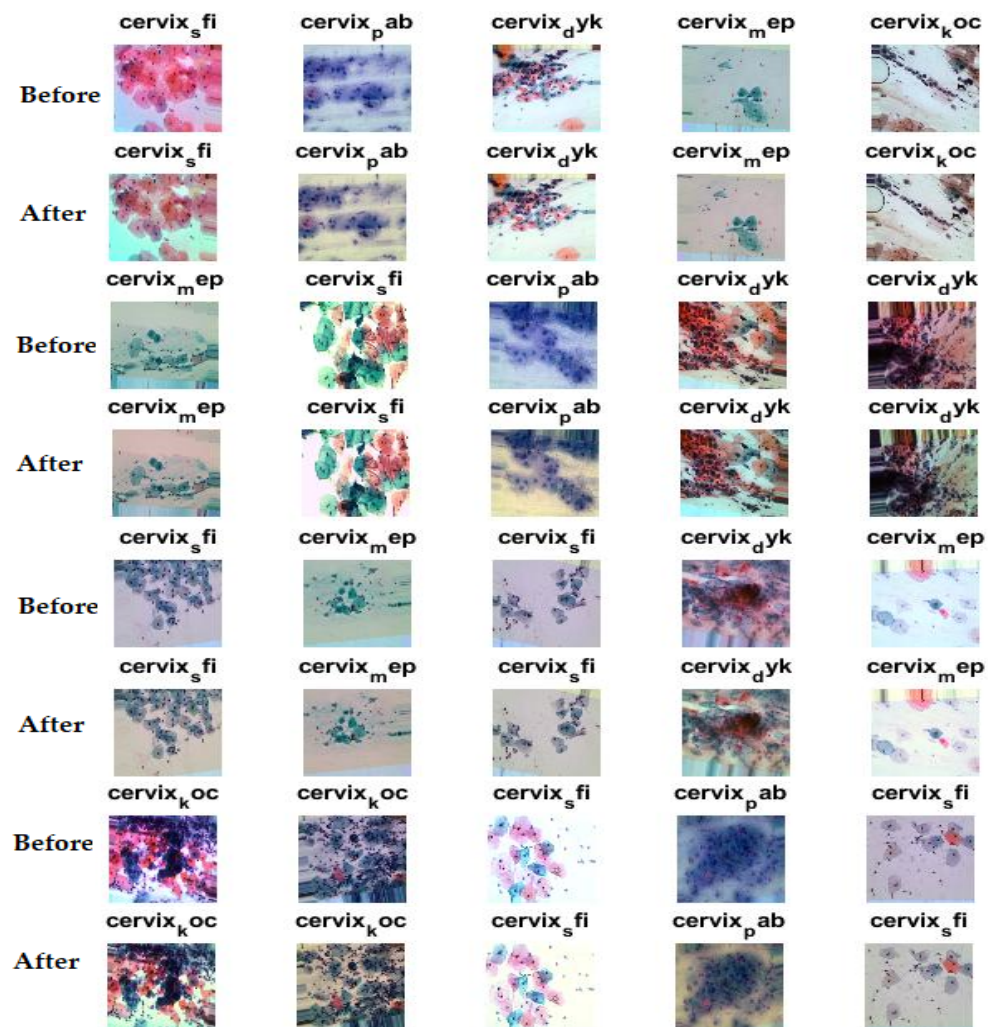 cervix_sfi cervix_pab cervix_dyk cervix_mep cervix_koc
Before
cervix_sfi cervix_pab cervix_dyk cervix_mep cervix_koc
After
cervix_mep cervix_sfi cervix_pab cervix_dyk cervix_dyk
Before
cervix_mep cervix_sfi cervix_pab cervix_dyk cervix_dyk
After
cervix_sfi cervix_mep cervix_sfi cervix_dyk cervix_mep
Before
cervix_sfi cervix_mep cervix_sfi cervix_dyk cervix_mep
After
cervix_koc cervix_koc cervix_sfi cervix_pab cervix_sfi
Before
cervix_koc cervix_koc cervix_sfi cervix_pab cervix_sfi
After